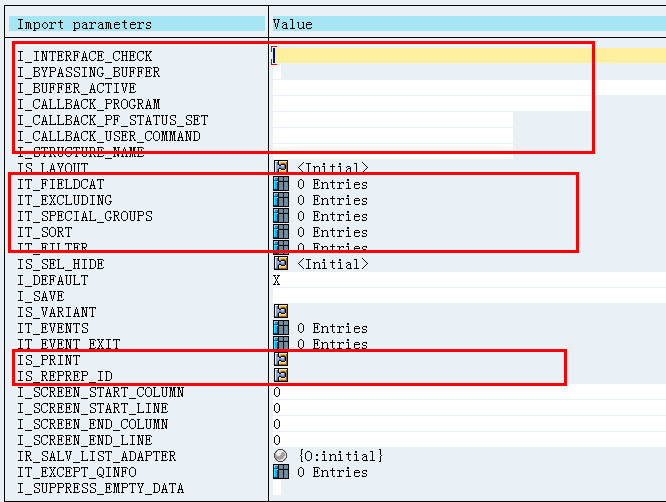 Import parameters Value
I_INTERFACE_CHECK
I_BYPASSING_BUFFER
I_BUFFER_ACTIVE
I_CALLBACK_PROGRAM
I_CALLBACK_PF_STATUS_SET
I_CALLBACK_USER_COMMAND
I_STRUCTURE_NAME
IS_LAYOUT <Initial>
IT_FIELDCAT 0 Entries
IT_EXCLUDING 0 Entries
IT_SPECIAL_GROUPS 0 Entries
IT_SORT 0 Entries
IT_FILTER 0 Entries
IS_SEL_HIDE <Initial>
I_DEFAULT X
I_SAVE
IS_VARIANT
IT_EVENTS 0 Entries
IT_EVENT_EXIT 0 Entries
IS_PRINT
IS_REPREP_ID
I_SCREEN_START_COLUMN 0
I_SCREEN_START_LINE 0
I_SCREEN_END_COLUMN 0
I_SCREEN_END_LINE 0
IR_SALV_LIST_ADAPTER {O:initial}
IT_EXCEPT_QINFO 0 Entries
I_SUPPRESS_EMPTY_DATA